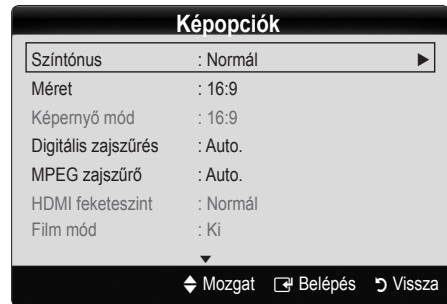 Képopciók
Színtónus : Normál ►
Méret : 16:9
Képernyő mód : 16:9
Digitális zajszűrés : Auto.
MPEG zajszűrő : Auto.
HDMI feketeszint : Normál
Film mód : Ki
▼
Mozgat Belépés Vissza